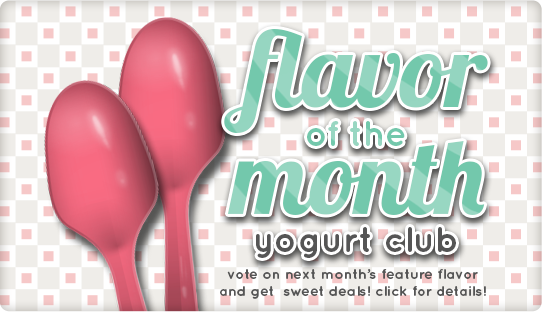 flavor
of the
month
yogurt club
vote on next month's feature flavor
and get sweet deals! click for details!